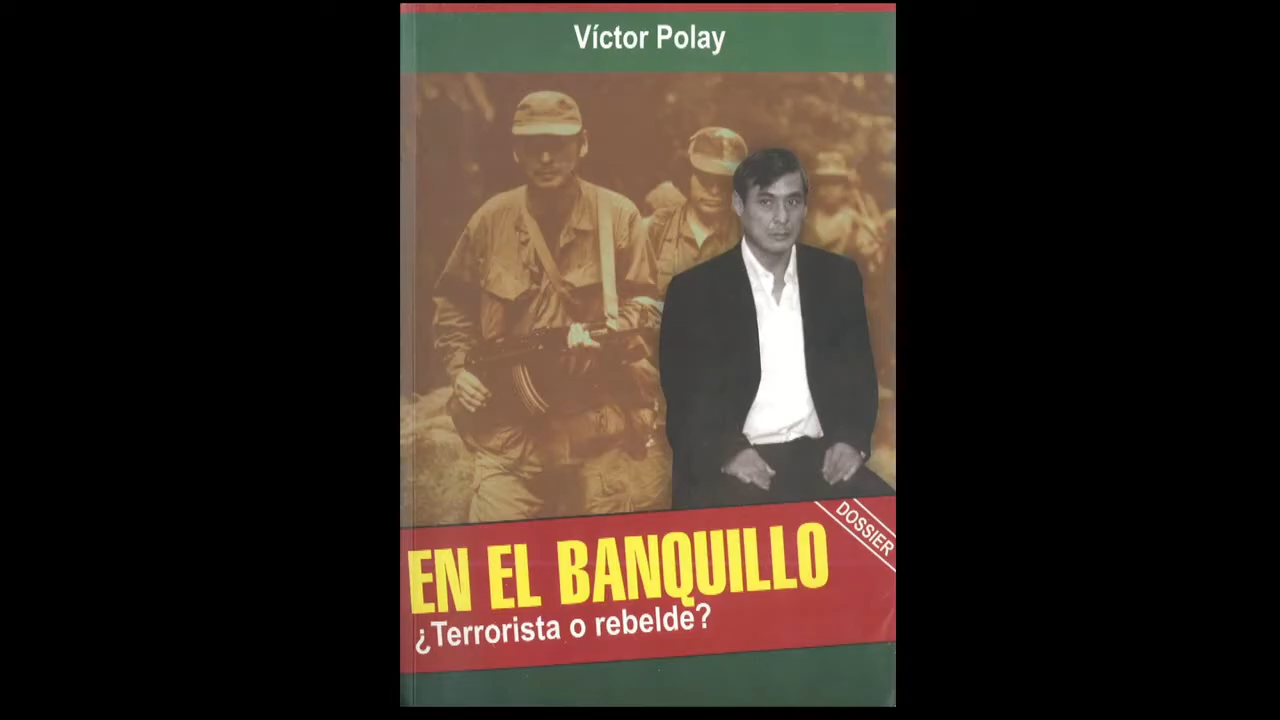 Víctor Polay
DOSSIER
EN EL BANQUILLO
¿Terrorista o rebelde?